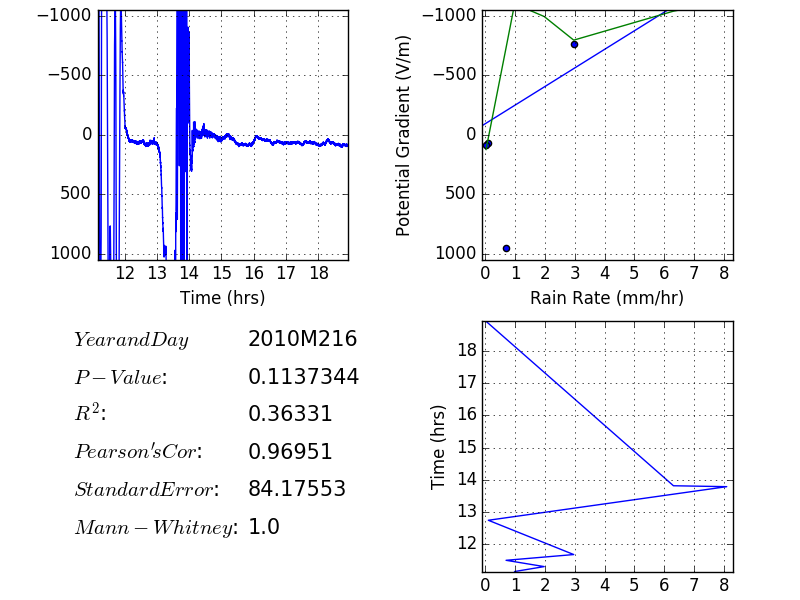 −1000
−500
0
500
1000
12 13 14 15 16 17 18
Time (hrs)
Potential Gradient (V/m)
−1000
−500
0
500
1000
0 1 2 3 4 5 6 7 8
Rain Rate (mm/hr)
YearandDay 2010M216
P−Value: 0.1137344
R²: 0.36331
Pearson'sCor: 0.96951
StandardError: 84.17553
Mann−Whitney: 1.0
Time (hrs)
18
17
16
15
14
13
12
0 1 2 3 4 5 6 7 8